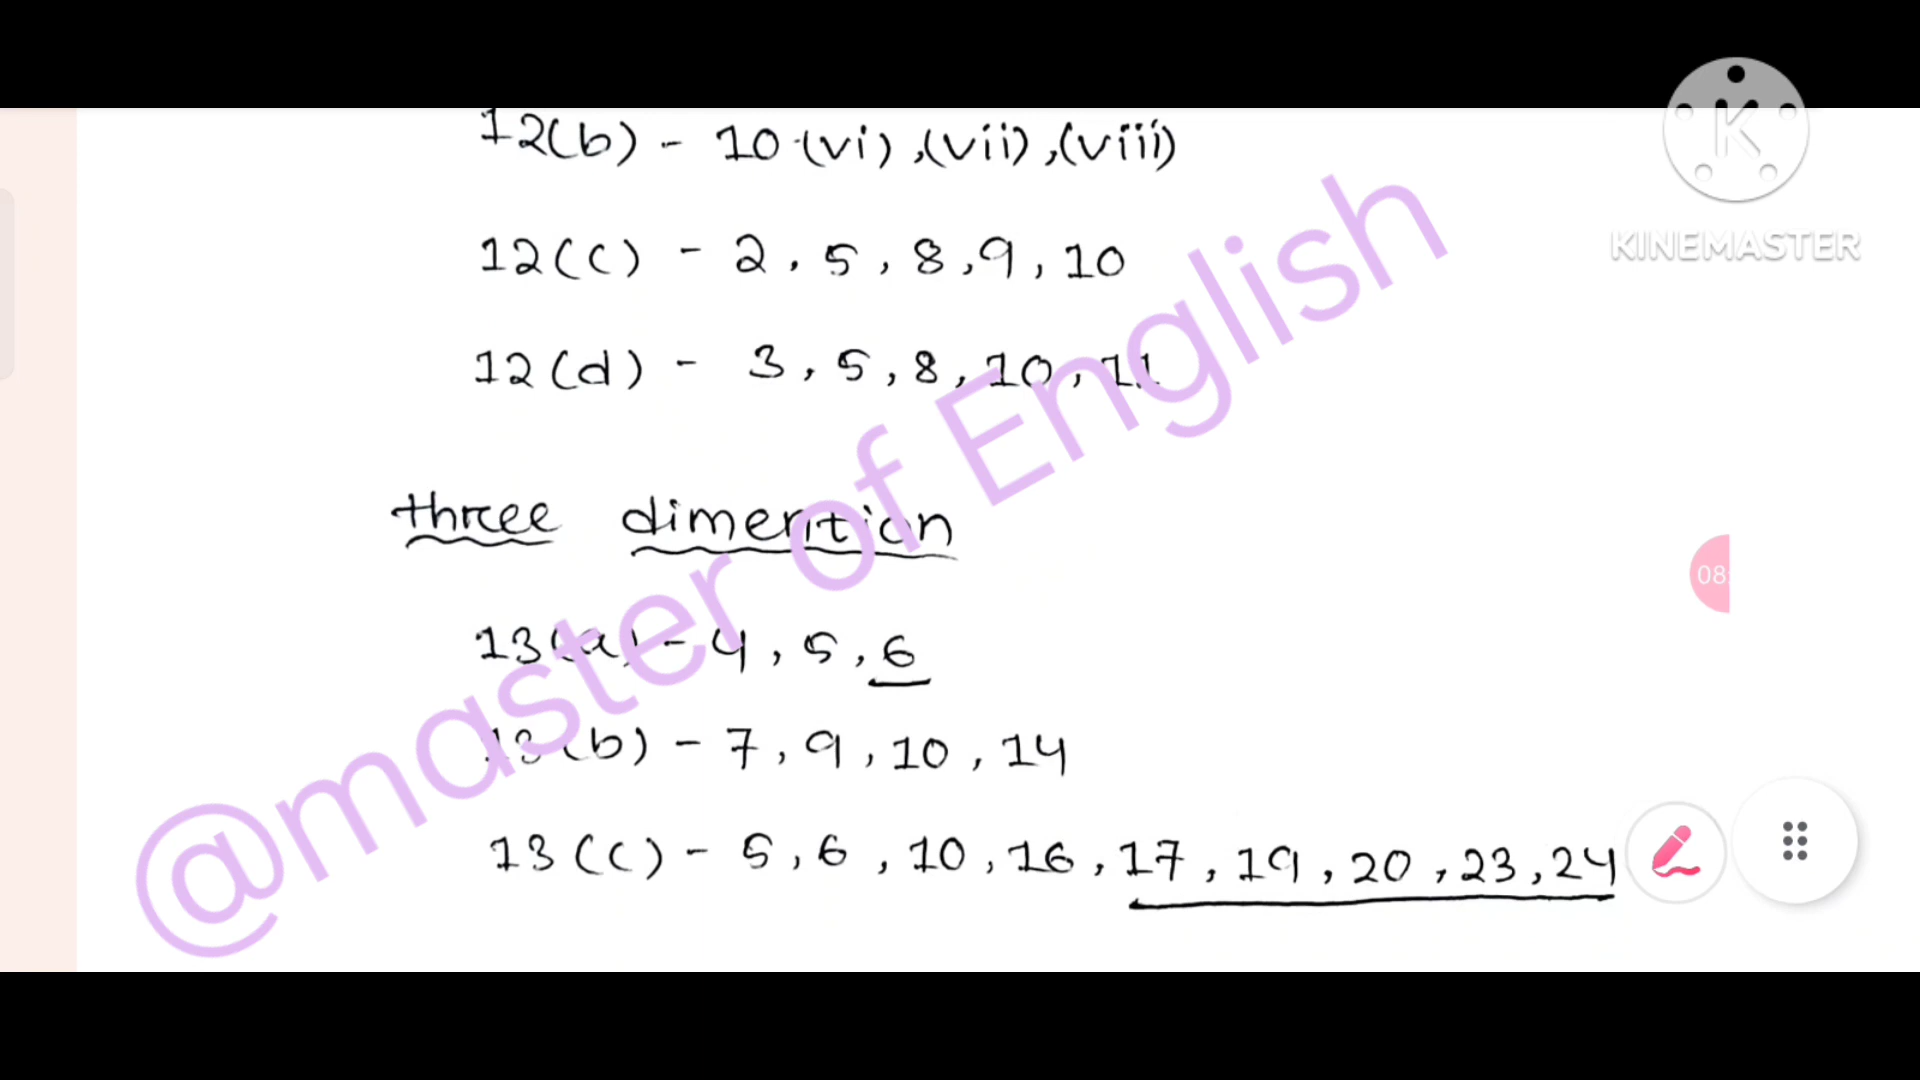 12(b) - 10 (vi), (vii), (viii)
KINEMASTER
12(c) - 2, 5, 8, 9, 10
12(d) - 3, 5, 8, 10, 11
three dimention
08:
13(a) - 4, 5, 6
13(b) - 7, 9, 10, 14
13(c) - 5, 6, 10, 16, 17, 19, 20, 23, 24
@master of English